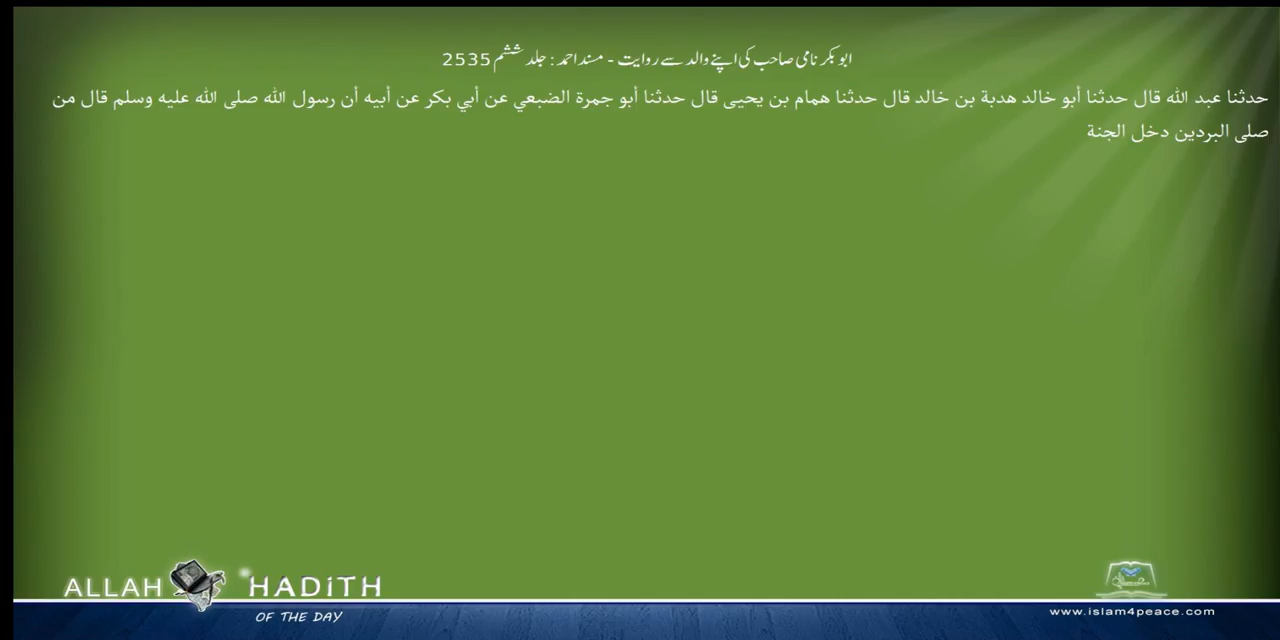 ابو بکر نامی صاحب کی اپنے والد سے روایت - مسند احمد : جلد ششم 2535
حدثنا عبد الله قال حدثنا أبو خالد هدبة بن خالد قال حدثنا همام بن يحيى قال حدثنا أبو جمرة الضبعي عن أبي بكر عن أبيه أن رسول الله صلى الله عليه وسلم قال من
صلى البردين دخل الجنة
ALLAH HADiTH
OF THE DAY
www.islam4peace.com